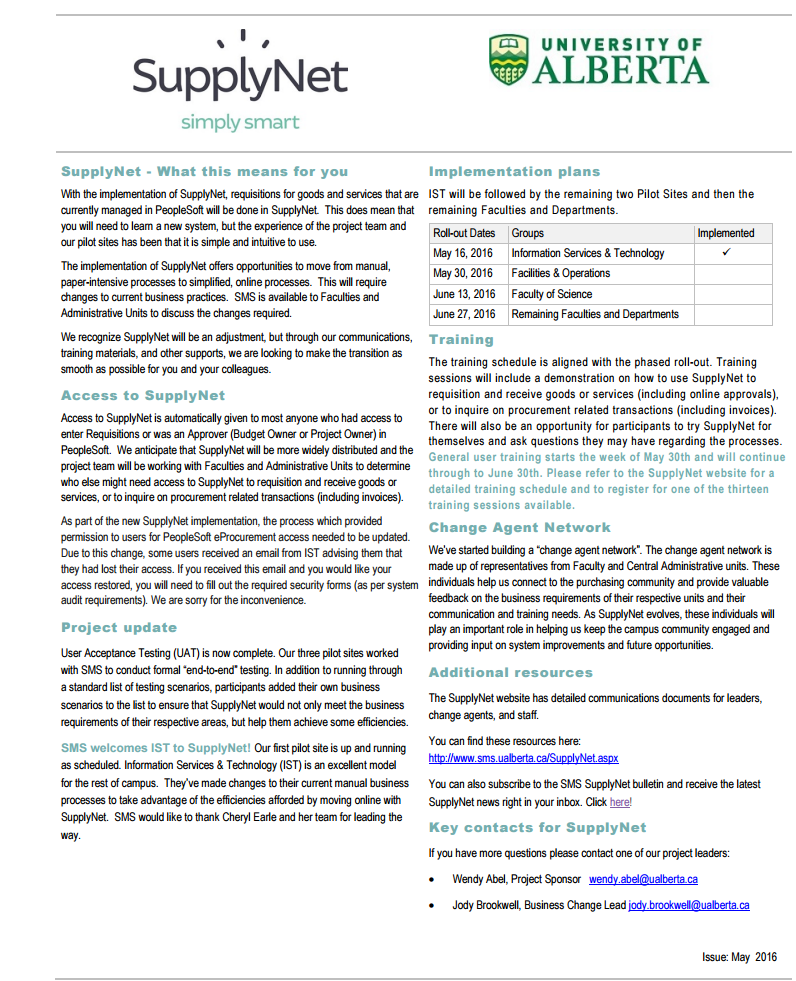 SupplyNet
simply smart
UNIVERSITY OF
ALBERTA
SupplyNet - What this means for you
With the implementation of SupplyNet, requisitions for goods and services that are
currently managed in PeopleSoft will be done in SupplyNet. This does mean that
you will need to learn a new system, but the experience of the project team and
our pilot sites has been that it is simple and intuitive to use.
The implementation of SupplyNet offers opportunities to move from manual,
paper-intensive processes to simplified, online processes. This will require
changes to current business practices. SMS is available to Faculties and
Administrative Units to discuss the changes required.
We recognize SupplyNet will be an adjustment, but through our communications,
training materials, and other supports, we are looking to make the transition as
smooth as possible for you and your colleagues.
Access to SupplyNet
Access to SupplyNet is automatically given to most anyone who had access to
enter Requisitions or was an Approver (Budget Owner or Project Owner) in
PeopleSoft. We anticipate that SupplyNet will be more widely distributed and the
project team will be working with Faculties and Administrative Units to determine
who else might need access to SupplyNet to requisition and receive goods or
services, or to inquire on procurement related transactions (including invoices).
As part of the new SupplyNet implementation, the process which provided
permission to users for PeopleSoft eProcurement access needed to be updated.
Due to this change, some users received an email from IST advising them that
they had lost their access. If you received this email and you would like your
access restored, you will need to fill out the required security forms (as per system
audit requirements). We are sorry for the inconvenience.
Project update
User Acceptance Testing (UAT) is now complete. Our three pilot sites worked
with SMS to conduct formal “end-to-end” testing. In addition to running through
a standard list of testing scenarios, participants added their own business
scenarios to the list to ensure that SupplyNet would not only meet the business
requirements of their respective areas, but help them achieve some efficiencies.
SMS welcomes IST to SupplyNet! Our first pilot site is up and running
as scheduled. Information Services & Technology (IST) is an excellent model
for the rest of campus. They've made changes to their current manual business
processes to take advantage of the efficiencies afforded by moving online with
SupplyNet. SMS would like to thank Cheryl Earle and her team for leading the
way.
Implementation plans
IST will be followed by the remaining two Pilot Sites and then the
remaining Faculties and Departments.
Roll-out Dates Groups Implemented
May 16, 2016 Information Services & Technology ✓
May 30, 2016 Facilities & Operations
June 13, 2016 Faculty of Science
June 27, 2016 Remaining Faculties and Departments
Training
The training schedule is aligned with the phased roll-out. Training
sessions will include a demonstration on how to use SupplyNet to
requisition and receive goods or services (including online approvals),
or to inquire on procurement related transactions (including invoices).
There will also be an opportunity for participants to try SupplyNet for
themselves and ask questions they may have regarding the processes.
General user training starts the week of May 30th and will continue
through to June 30th. Please refer to the SupplyNet website for a
detailed training schedule and to register for one of the thirteen
training sessions available.
Change Agent Network
We've started building a “change agent network”. The change agent network is
made up of representatives from Faculty and Central Administrative units. These
individuals help us connect to the purchasing community and provide valuable
feedback on the business requirements of their respective units and their
communication and training needs. As SupplyNet evolves, these individuals will
play an important role in helping us keep the campus community engaged and
providing input on system improvements and future opportunities.
Additional resources
The SupplyNet website has detailed communications documents for leaders,
change agents, and staff.
You can find these resources here:
http://www.sms.ualberta.ca/SupplyNet.aspx
You can also subscribe to the SMS SupplyNet bulletin and receive the latest
SupplyNet news right in your inbox. Click here!
Key contacts for SupplyNet
If you have more questions please contact one of our project leaders:
• Wendy Abel, Project Sponsor wendy.abel@ualberta.ca
• Jody Brookwell, Business Change Lead jody.brookwell@ualberta.ca
Issue: May 2016